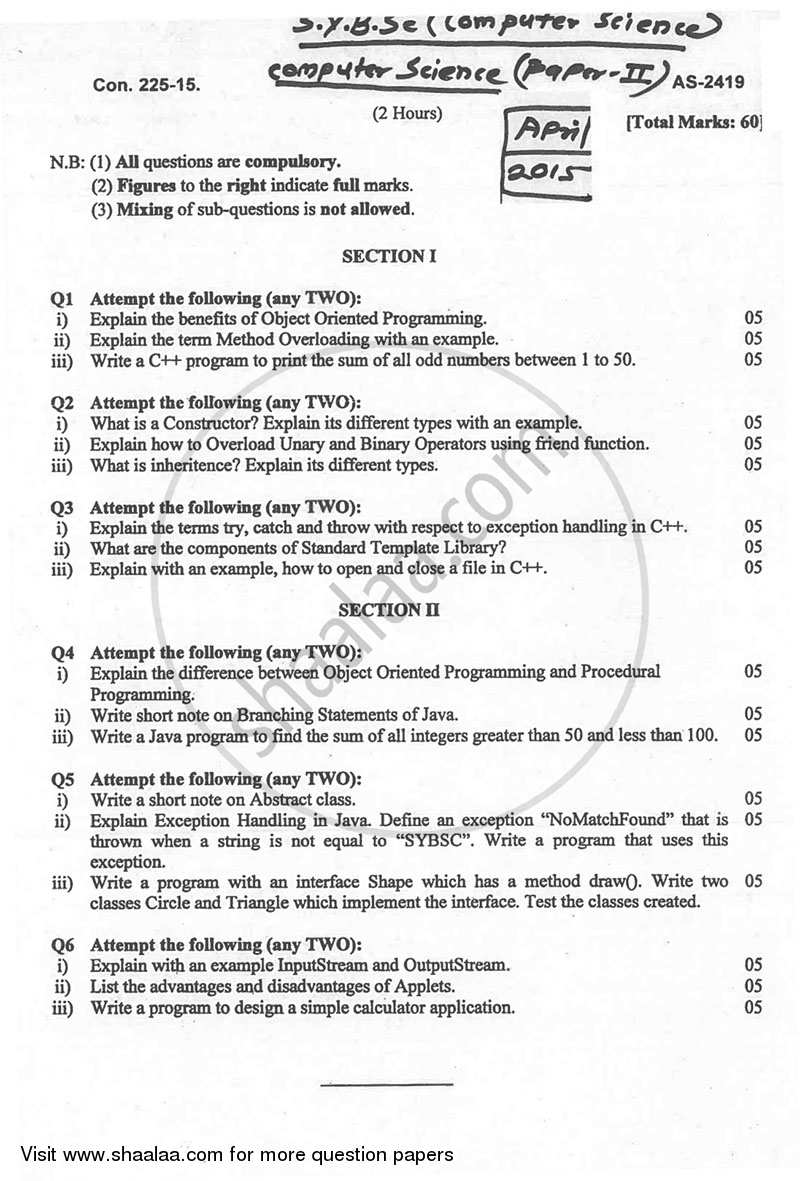 S.Y.B.Sc (Computer Science)
Computer Science (Paper-II) AS-2419
Con. 225-15.
(2 Hours)
April
2015
[Total Marks: 60]
N.B: (1) All questions are compulsory.
(2) Figures to the right indicate full marks.
(3) Mixing of sub-questions is not allowed.
SECTION I
Q1 Attempt the following (any TWO):
i) Explain the benefits of Object Oriented Programming. 05
ii) Explain the term Method Overloading with an example. 05
iii) Write a C++ program to print the sum of all odd numbers between 1 to 50. 05
Q2 Attempt the following (any TWO):
i) What is a Constructor? Explain its different types with an example. 05
ii) Explain how to Overload Unary and Binary Operators using friend function. 05
iii) What is inheritence? Explain its different types. 05
Q3 Attempt the following (any TWO):
i) Explain the terms try, catch and throw with respect to exception handling in C++. 05
ii) What are the components of Standard Template Library? 05
iii) Explain with an example, how to open and close a file in C++. 05
SECTION II
Q4 Attempt the following (any TWO):
i) Explain the difference between Object Oriented Programming and Procedural 05
Programming.
ii) Write short note on Branching Statements of Java. 05
iii) Write a Java program to find the sum of all integers greater than 50 and less than 100. 05
Q5 Attempt the following (any TWO):
i) Write a short note on Abstract class. 05
ii) Explain Exception Handling in Java. Define an exception “NoMatchFound” that is 05
thrown when a string is not equal to “SYBSC”. Write a program that uses this
exception.
iii) Write a program with an interface Shape which has a method draw(). Write two 05
classes Circle and Triangle which implement the interface. Test the classes created.
Q6 Attempt the following (any TWO):
i) Explain with an example InputStream and OutputStream. 05
ii) List the advantages and disadvantages of Applets. 05
iii) Write a program to design a simple calculator application. 05
shaalaa.com
Visit www.shaalaa.com for more question papers